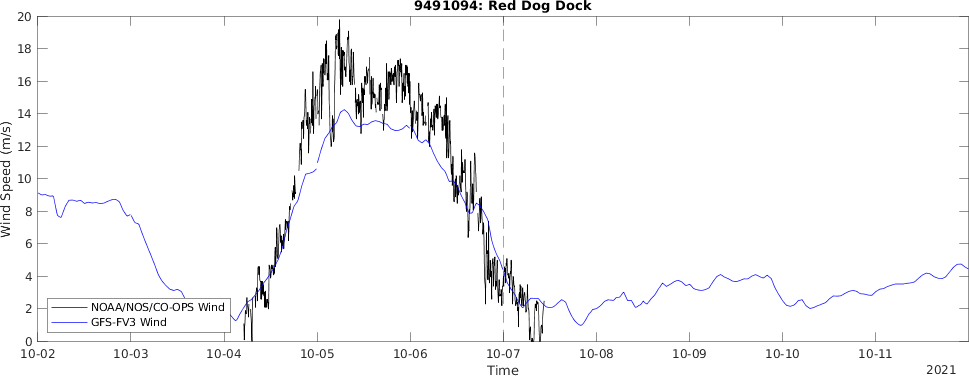 9491094: Red Dog Dock
20
18
16
14
12
10
8
6
4
2
0
Wind Speed (m/s)
NOAA/NOS/CO-OPS Wind
GFS-FV3 Wind
10-02 10-03 10-04 10-05 10-06 10-07 10-08 10-09 10-10 10-11
Time
2021